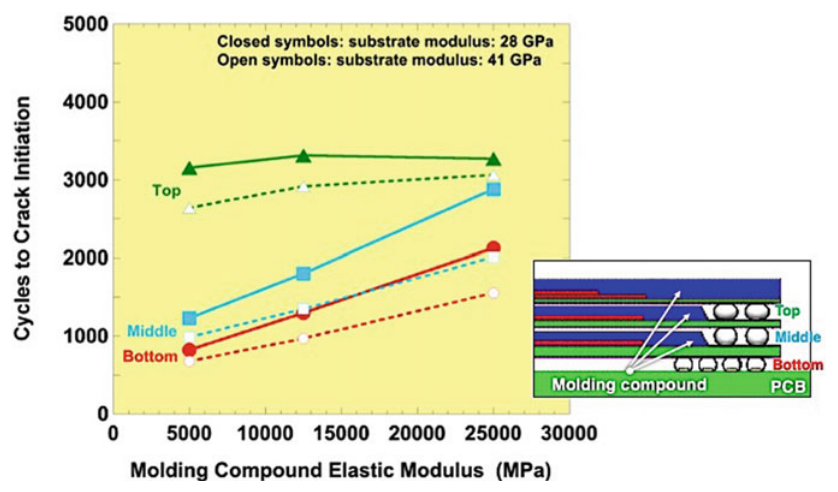 5000
Closed symbols: substrate modulus: 28 GPa
Open symbols: substrate modulus: 41 GPa
4000
3000
2000
1000
0
Cycles to Crack Initiation
Top
Middle
Bottom
0 5000 10000 15000 20000 25000 30000
Molding Compound Elastic Modulus (MPa)
Top
Middle
Bottom
Molding compound PCB